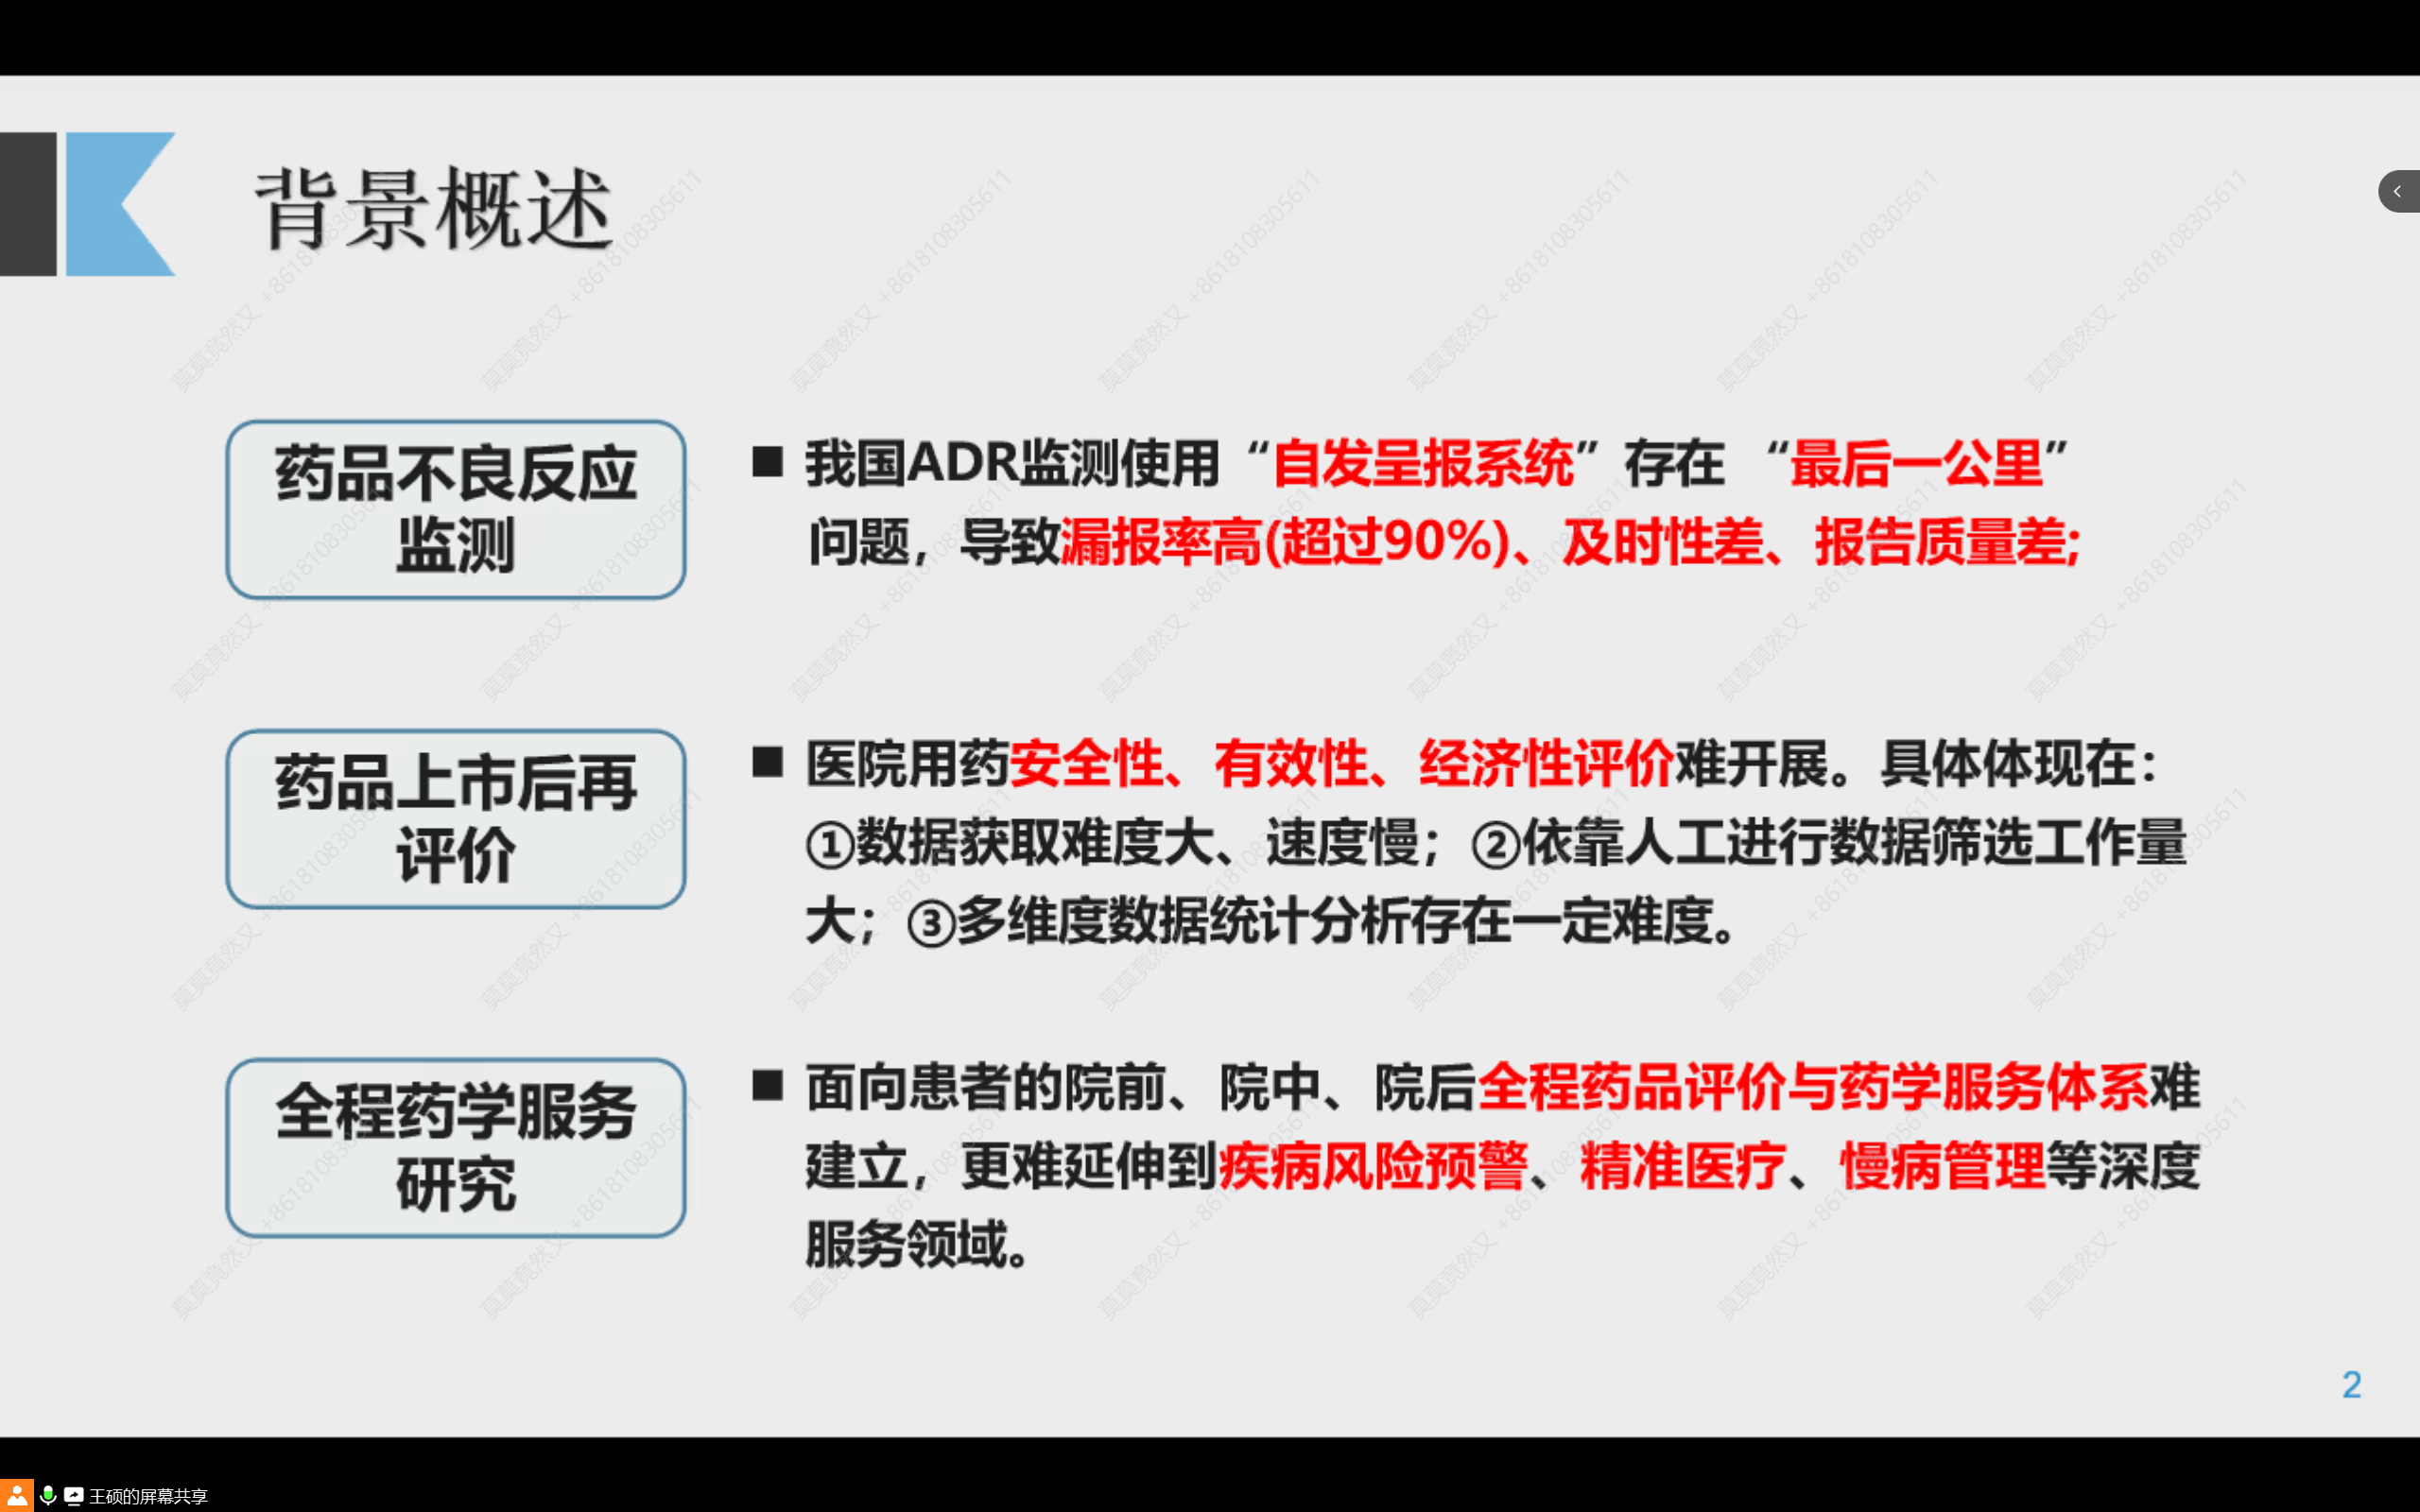 背景概述
药品不良反应
监测
■ 我国ADR监测使用“自发呈报系统”存在 “最后一公里”
问题，导致漏报率高(超过90%)、及时性差、报告质量差;
药品上市后再
评价
■ 医院用药安全性、有效性、经济性评价难开展。具体体现在：
①数据获取难度大、速度慢；②依靠人工进行数据筛选工作量
大；③多维度数据统计分析存在一定难度。
全程药学服务
研究
■ 面向患者的院前、院中、院后全程药品评价与药学服务体系难
建立，更难延伸到疾病风险预警、精准医疗、慢病管理等深度
服务领域。
2
王硕的屏幕共享